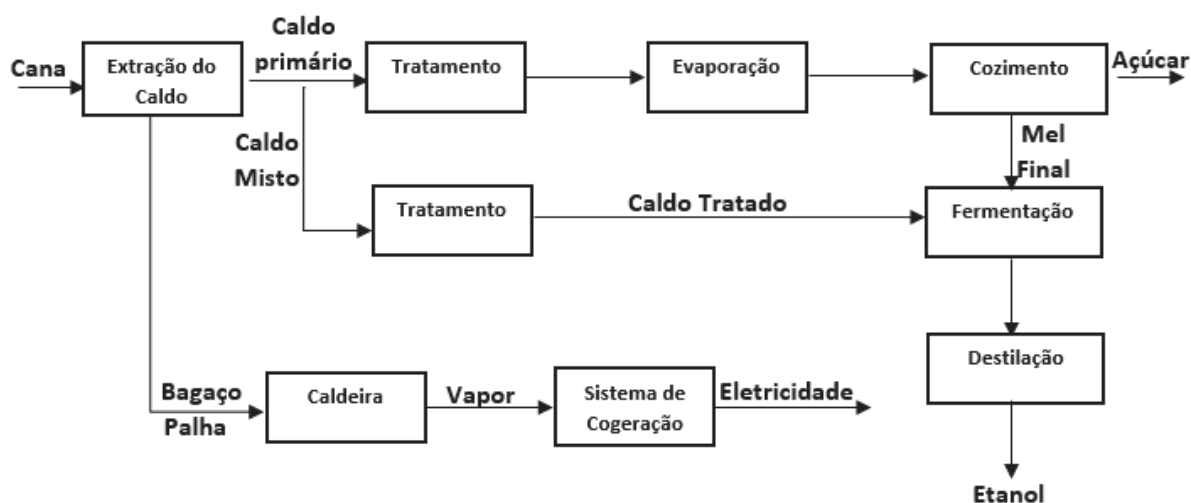 Cana
Extração do
Caldo
Caldo
primário
Tratamento
Evaporação
Cozimento
Açúcar
Caldo
Misto
Mel
Final
Tratamento
Caldo Tratado
Fermentação
Destilação
Bagaço
Palha
Caldeira
Vapor
Sistema de
Cogeração
Eletricidade
Etanol